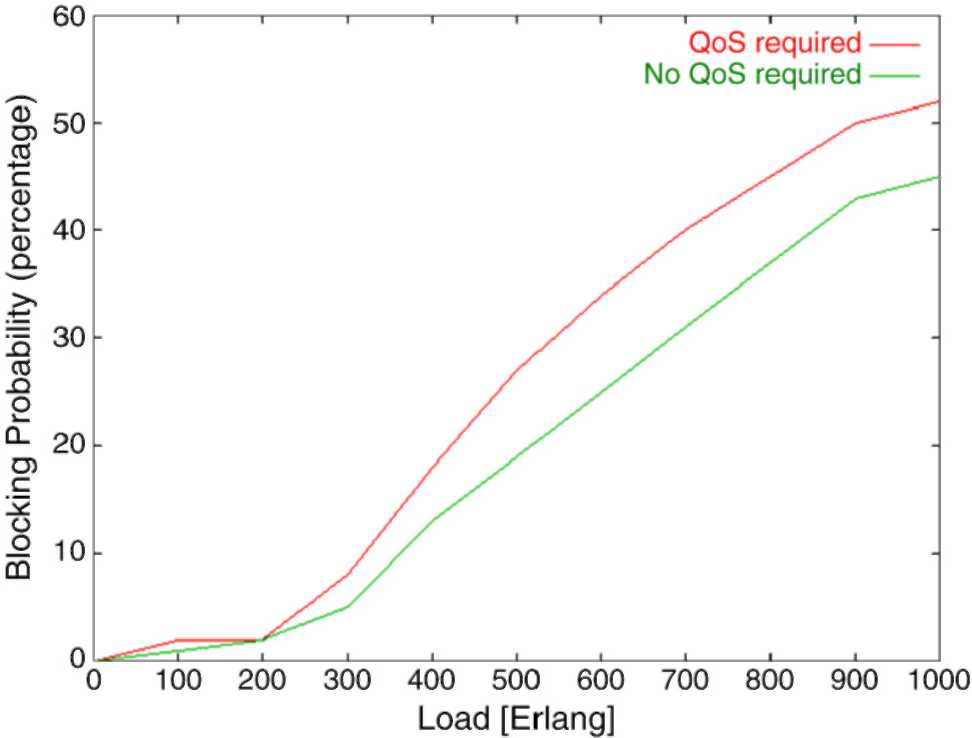 60
50
40
30
20
10
0
Blocking Probability (percentage)
QoS required
No QoS required
0 100 200 300 400 500 600 700 800 900 1000
Load [Erlang]